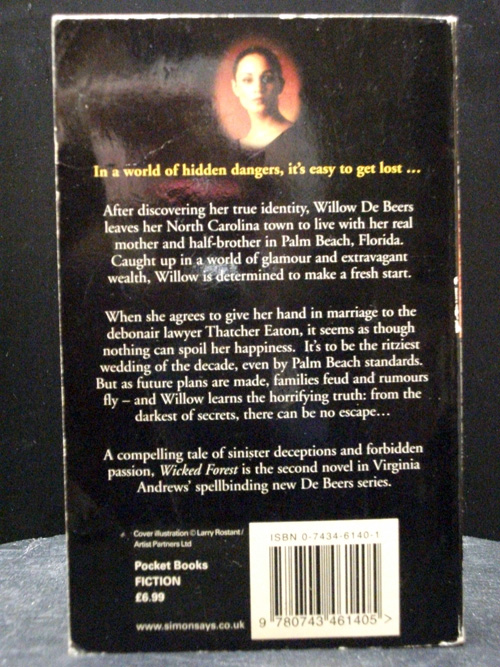 In a world of hidden dangers, it's easy to get lost ...
After discovering her true identity, Willow De Beers
leaves her North Carolina town to live with her real
mother and half-brother in Palm Beach, Florida.
Caught up in a world of glamour and extravagant
wealth, Willow is determined to make a fresh start.
When she agrees to give her hand in marriage to the
debonair lawyer Thatcher Eaton, it seems as though
nothing can spoil her happiness. It's to be the ritziest
wedding of the decade, even by Palm Beach standards.
But as future plans are made, families feud and rumours
fly – and Willow learns the horrifying truth: from the
darkest of secrets, there can be no escape...
A compelling tale of sinister deceptions and forbidden
passion, Wicked Forest is the second novel in Virginia
Andrews' spellbinding new De Beers series.
Cover illustration © Larry Rostant/
Artist Partners Ltd
Pocket Books
FICTION
£6.99
www.simonsays.co.uk
ISBN 0-7434-6140-1
9 780743 461405 >